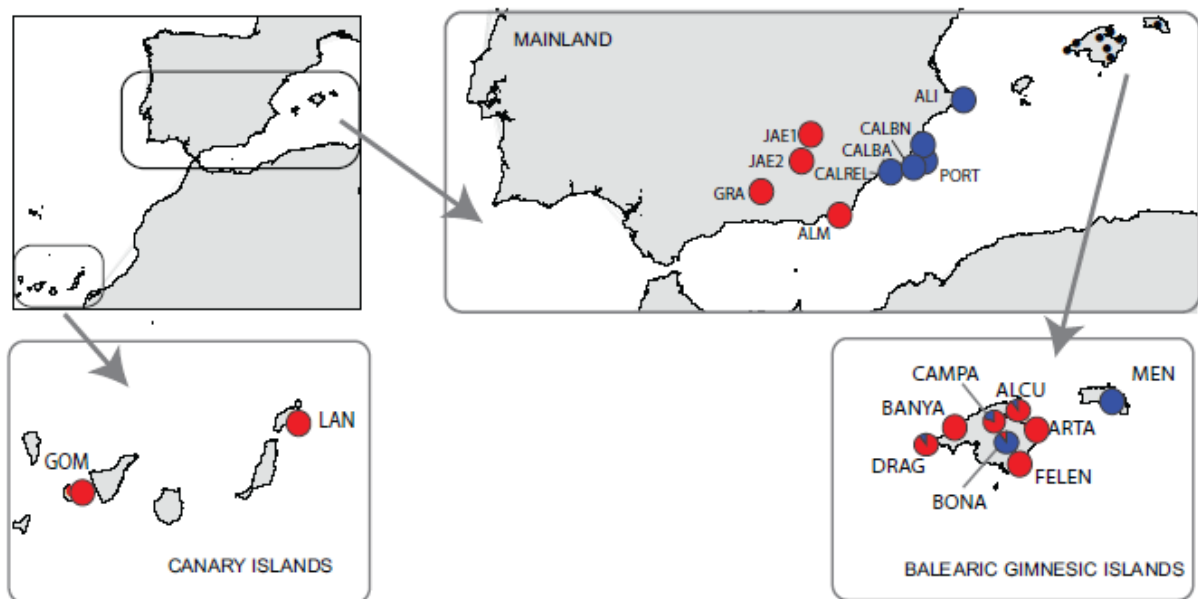 MAINLAND
ALI
JAE1
CALBN
JAE2
CALBA
CALREL
PORT
GRA
ALM
LAN
GOM
CANARY ISLANDS
CAMPA
ALCU
MEN
BANYA
ARTA
DRAG
FELEN
BONA
BALEARIC GIMNESIC ISLANDS